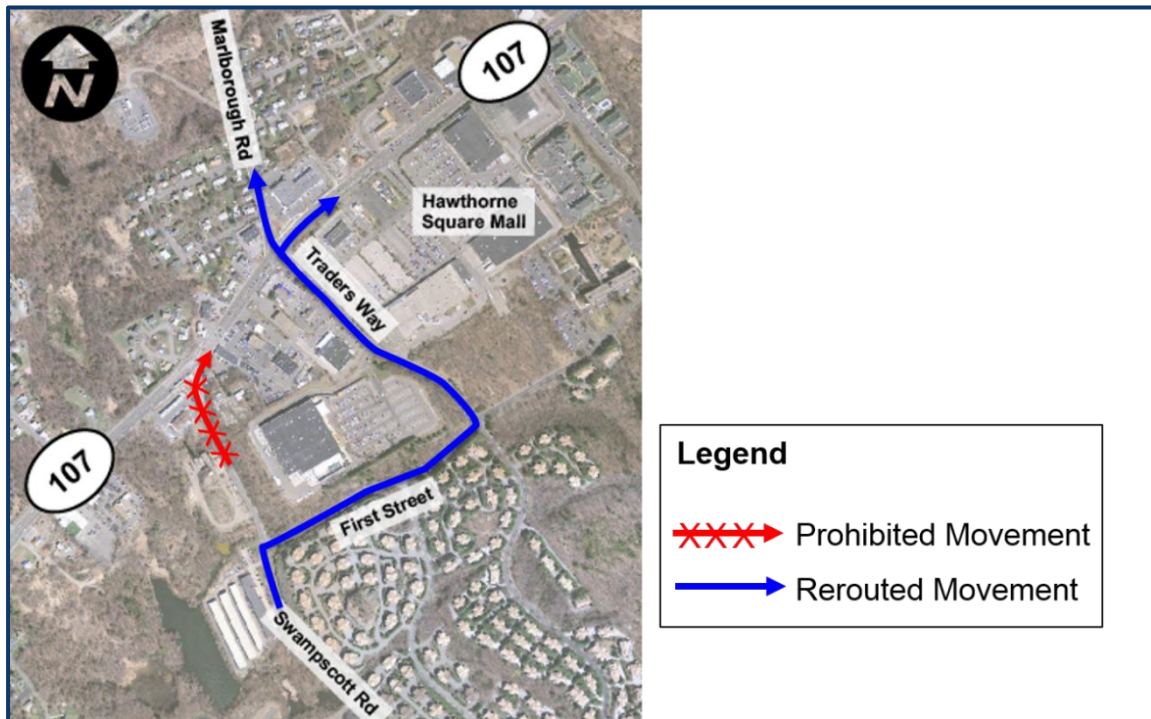 N
Marlborough Rd
107
Hawthorne
Square Mall
Traders Way
107
First Street
Swampscott Rd
Legend
Prohibited Movement
Rerouted Movement